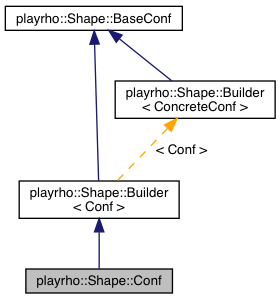 playrho::Shape::BaseConf
playrho::Shape::Builder
< ConcreteConf >
< Conf >
playrho::Shape::Builder
< Conf >
playrho::Shape::Conf